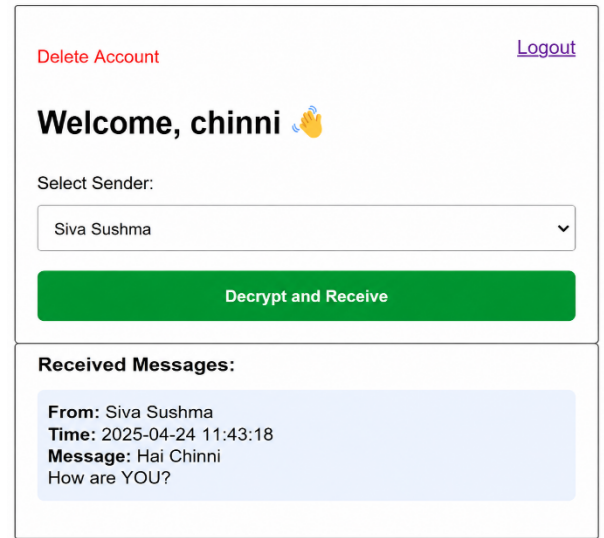 Delete Account
Logout
Welcome, chinni 👋
Select Sender:
Siva Sushma
Decrypt and Receive
Received Messages:
From: Siva Sushma
Time: 2025-04-24 11:43:18
Message: Hai Chinni
How are YOU?